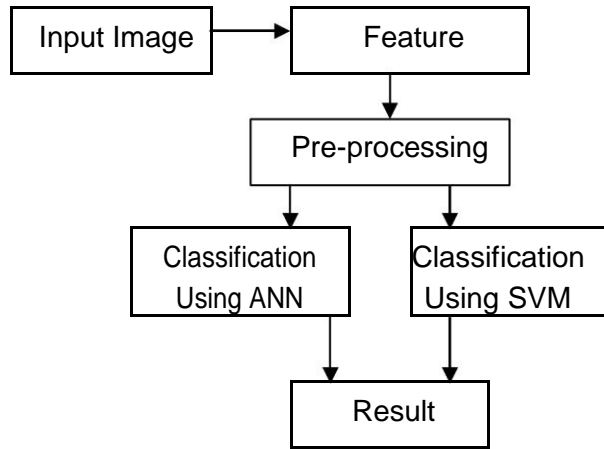 Input Image
Feature
Pre-processing
Classification
Using ANN
Classification
Using SVM
Result